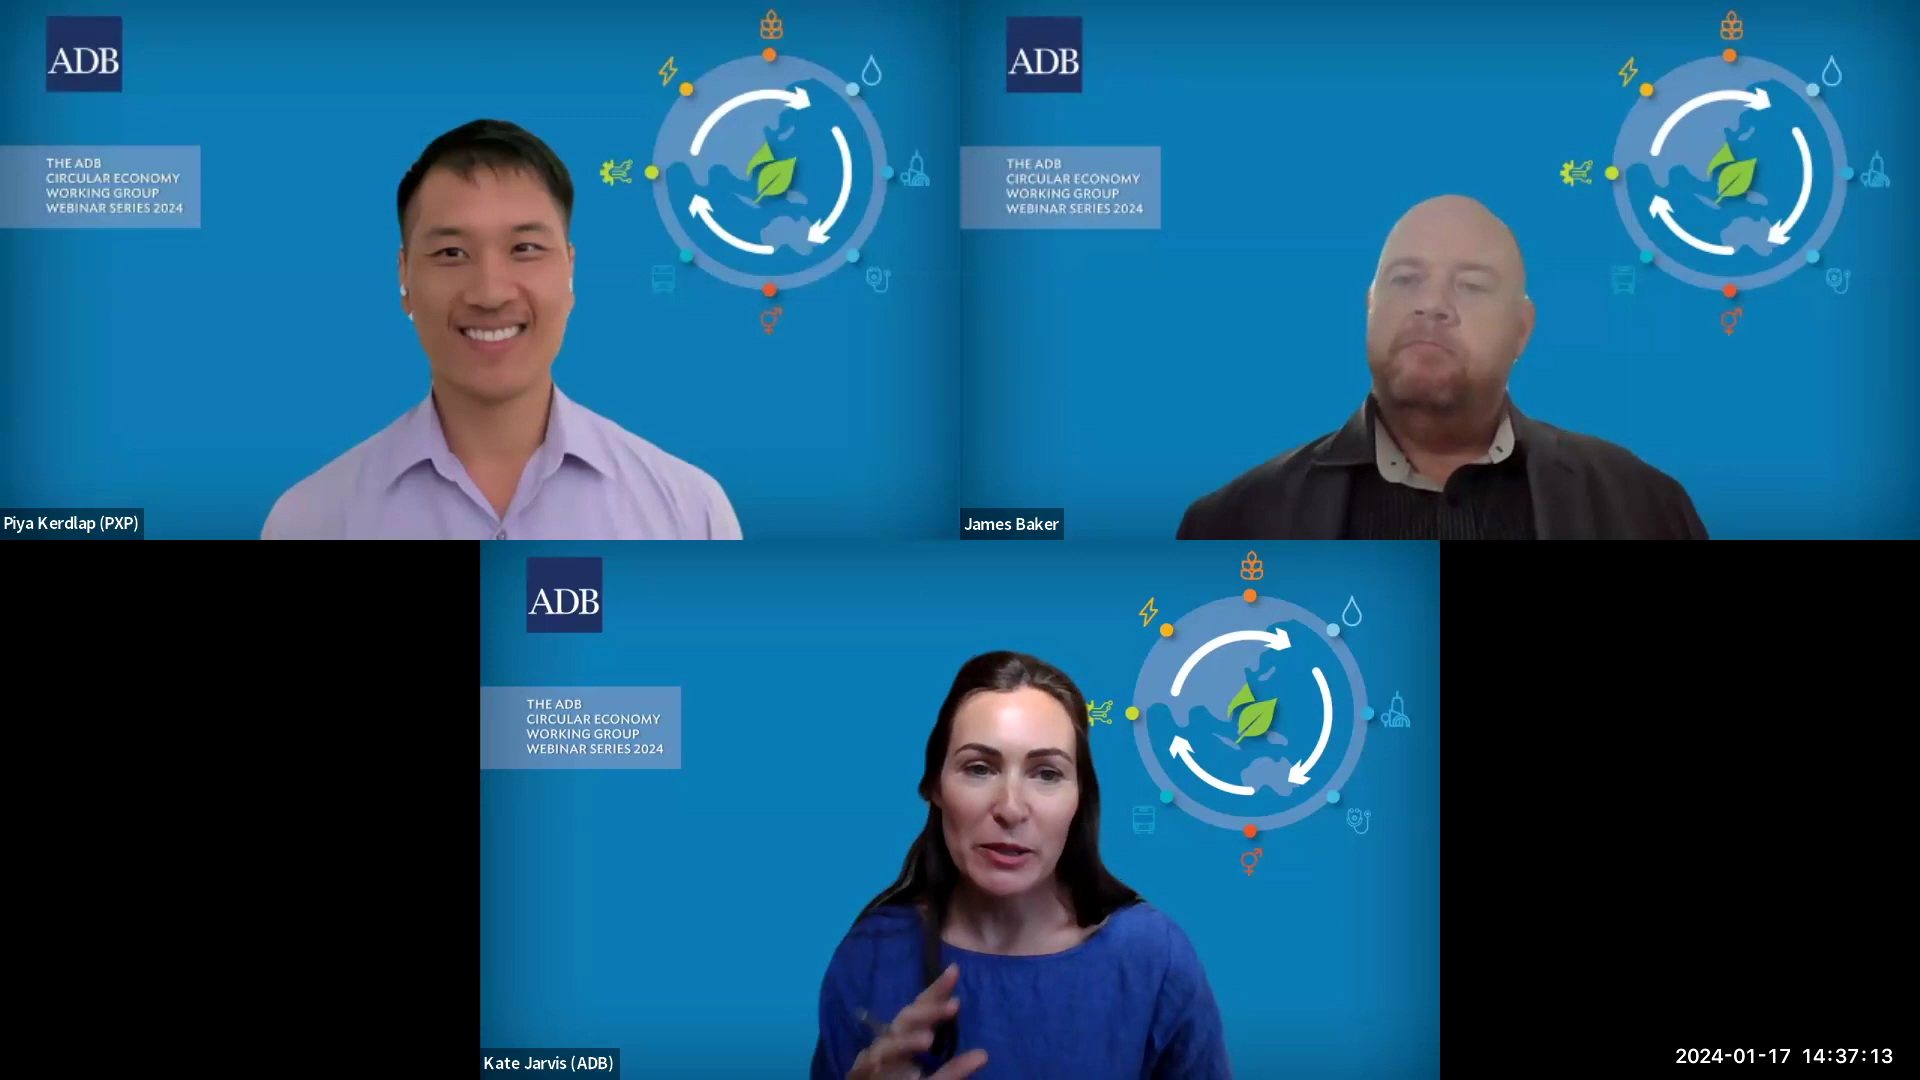 ADB
THE ADB
CIRCULAR ECONOMY
WORKING GROUP
WEBINAR SERIES 2024
Piya Kerdlap (PXP)
ADB
THE ADB
CIRCULAR ECONOMY
WORKING GROUP
WEBINAR SERIES 2024
James Baker
ADB
THE ADB
CIRCULAR ECONOMY
WORKING GROUP
WEBINAR SERIES 2024
Kate Jarvis (ADB)
2024-01-17 14:37:13